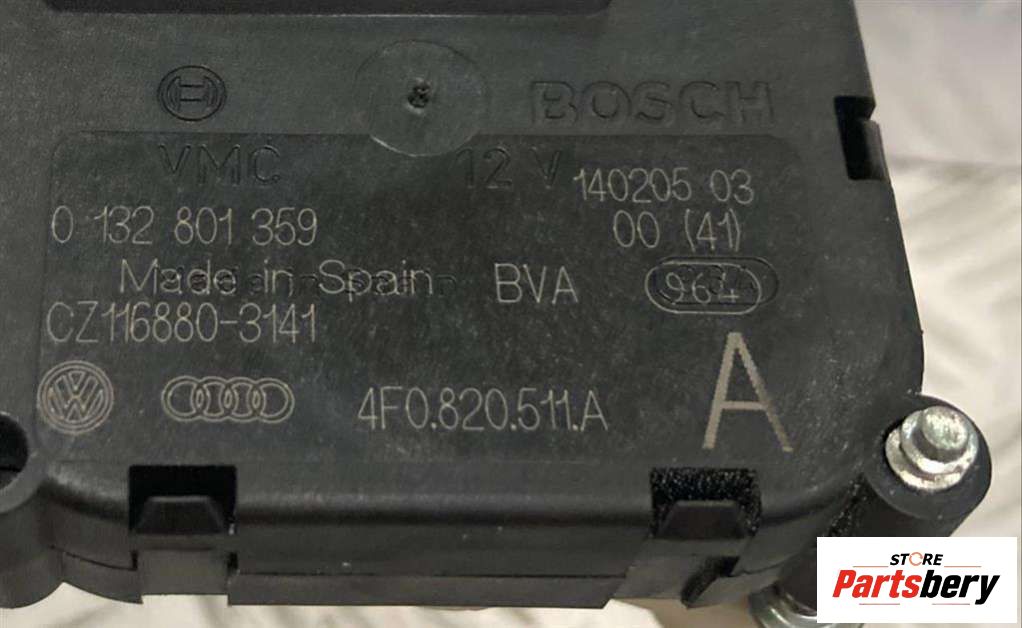 BOSCH
VMC 12 V 140205 03
0 132 801 359 00 (41)
Made in Spain BVA 964
CZ116880-3141
4F0.820.511.A A
STORE
Partsbery